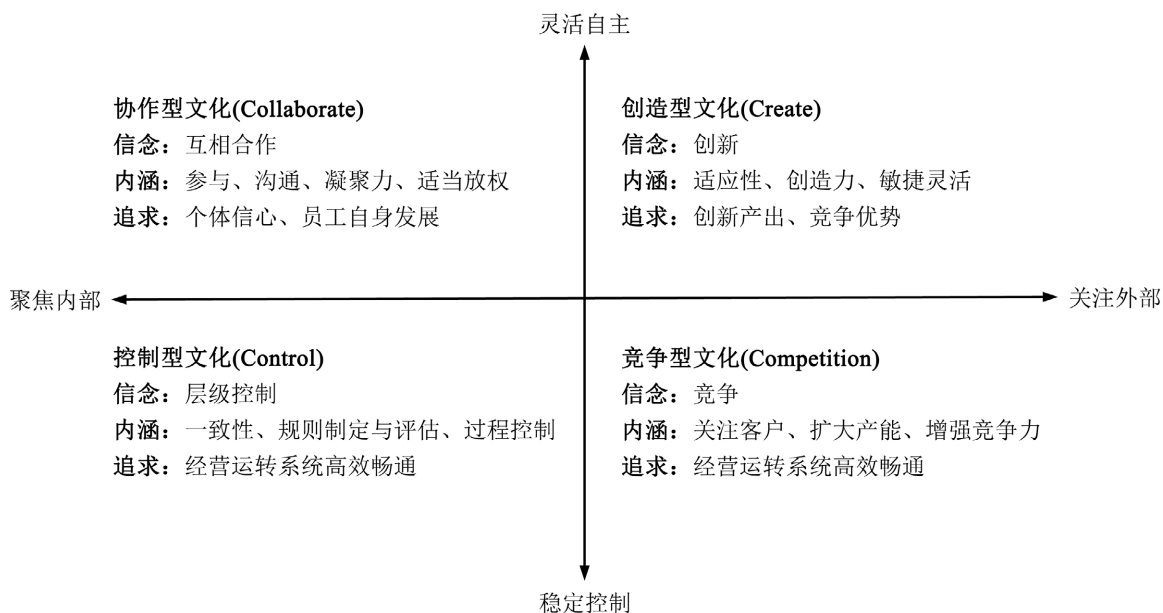 灵活自主
协作型文化(Collaborate)
信念：互相合作
内涵：参与、沟通、凝聚力、适当放权
追求：个体信心、员工自身发展
创造型文化(Create)
信念：创新
内涵：适应性、创造力、敏捷灵活
追求：创新产出、竞争优势
聚焦内部
关注外部
控制型文化(Control)
信念：层级控制
内涵：一致性、规则制定与评估、过程控制
追求：经营运转系统高效畅通
竞争型文化(Competition)
信念：竞争
内涵：关注客户、扩大产能、增强竞争力
追求：经营运转系统高效畅通
稳定控制